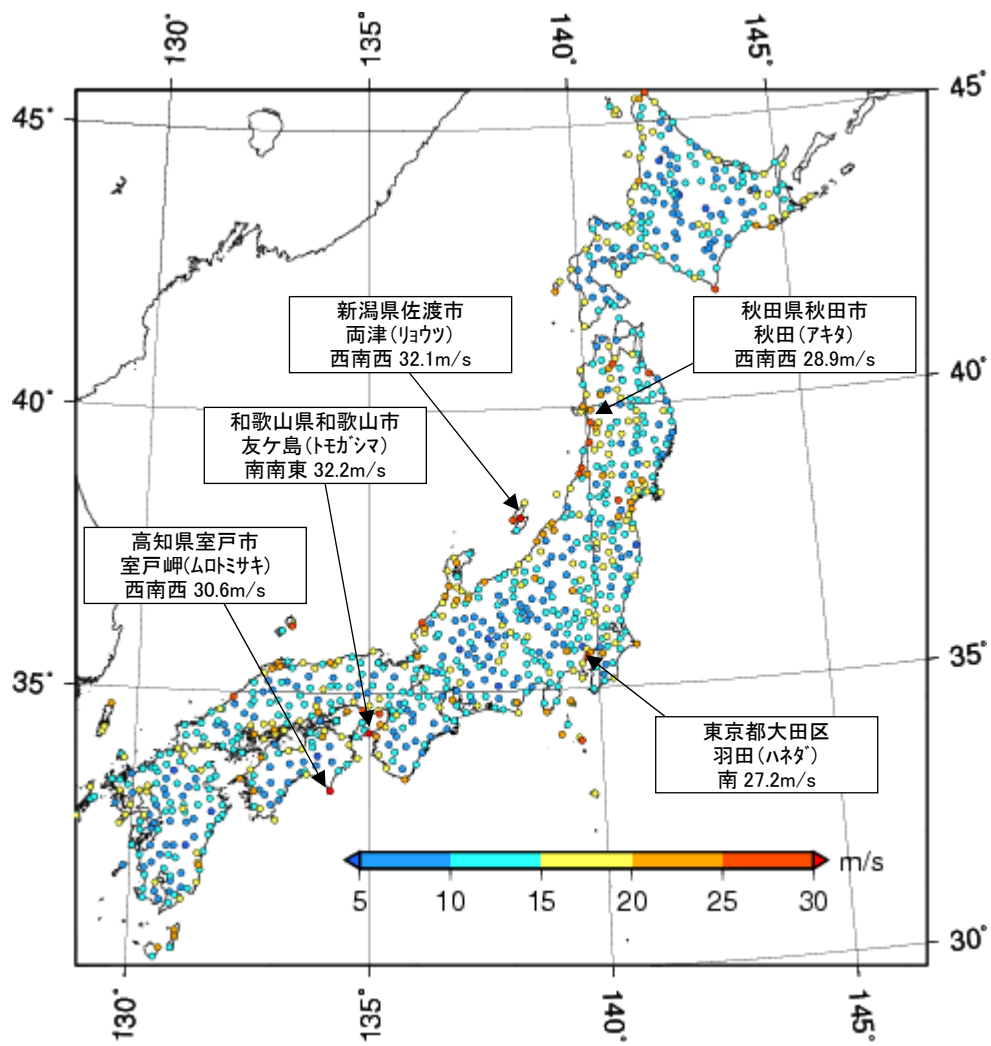 130°
135°
140°
145°
45°
45°
新潟県佐渡市
両津(リョウツ)
西南西 32.1m/s
秋田県秋田市
秋田(アキタ)
西南西 28.9m/s
40°
40°
和歌山県和歌山市
友ケ島(トモガシマ)
南南東 32.2m/s
高知県室戸市
室戸岬(ムロトミサキ)
西南西 30.6m/s
35°
35°
東京都大田区
羽田(ハネダ)
南 27.2m/s
m/s
5 10 15 20 25 30
30°
130°
135°
140°
145°